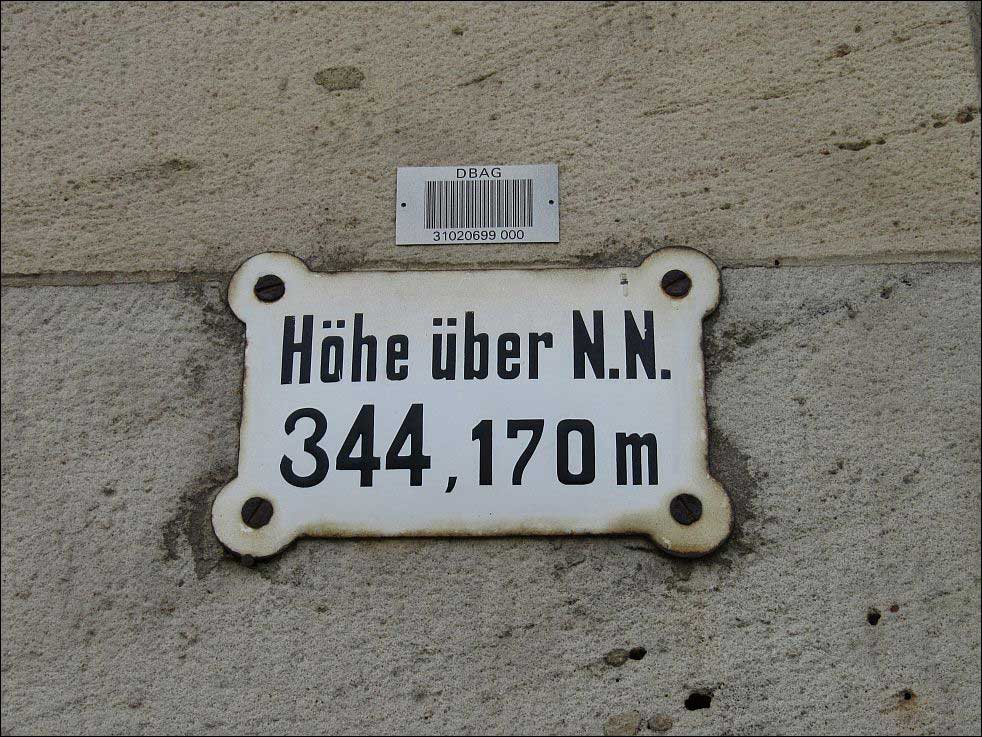 DBAG
31020699 000
Höhe über N.N.
344,170 m